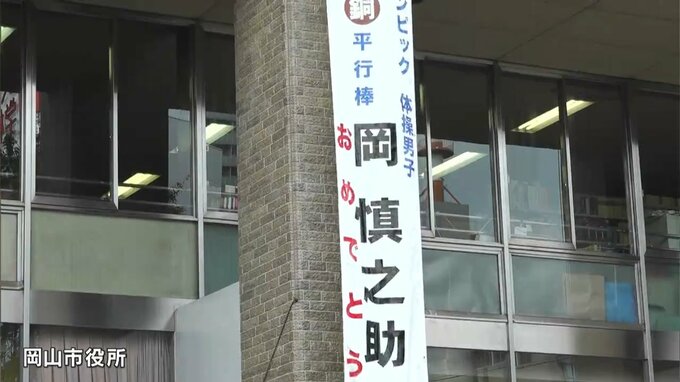 ンピック 体操男子
銅 平行棒
岡 慎之助
おめでとう
岡山市役所